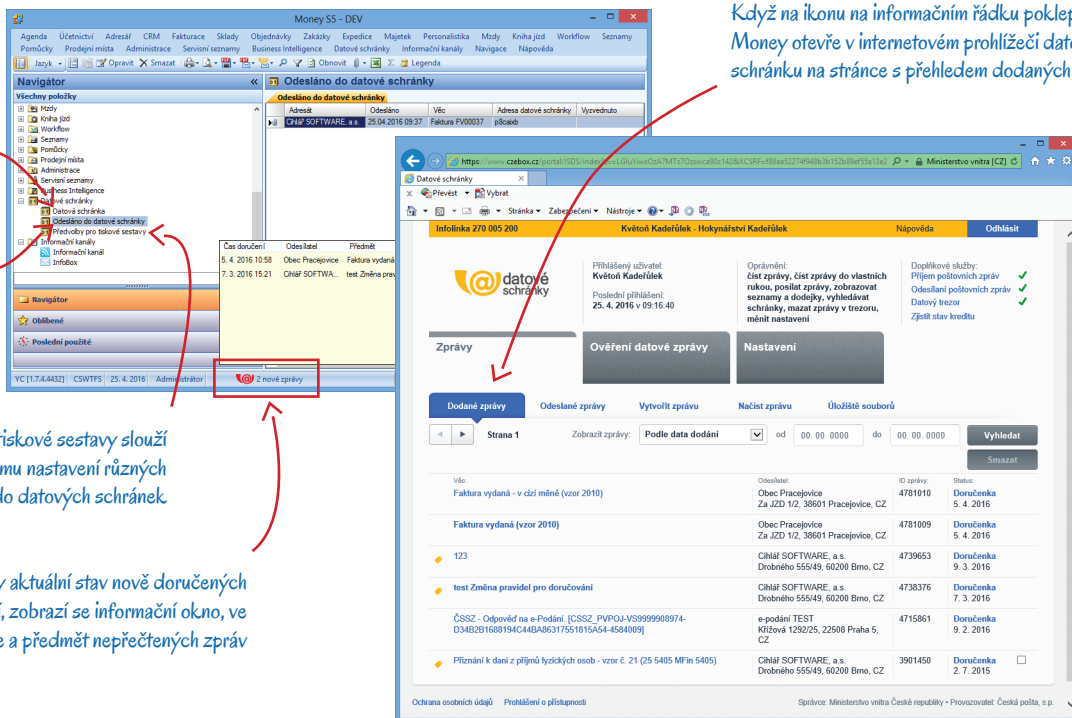 Když na ikonu na informačním řádku poklep
Money otevře v internetovém prohlížeči dato
schránku na stránce s přehledem dodaných
Money S5 - DEV
Agenda Účetnictví Adresář CRM Fakturace Sklady Objednávky Zakázky Expedice Majetek Personalistika Mzdy Kniha jízd Workflow Seznamy
Pomůcky Prodejní místa Administrace Servisní seznamy Business Intelligence Datové schránky Informační kanály Navigace Nápověda
Jazyk Opravit Smazat Obnovit Legenda
Navigátor
Všechny položky
Mzdy
Kniha jízd
Workflow
Seznamy
Pomůcky
Prodejní místa
Administrace
Servisní seznamy
Business Intelligence
Datové schránky
Datová schránka
Odesláno do datové schránky
Předvolby pro tiskové sestavy
Informační kanály
Informační kanál
InfoBox
Navigátor
Oblíbené
Poslední použité
Odesláno do datové schránky
Odesláno do datové schránky
Adresát Odesláno Věc Adresa datové schránky Vyzvednuto
Cihlář SOFTWARE, a.s. 25.04.2016 09:37 Faktura FV00037 p8caixb
Čas doručení Odesílatel Předmět
5. 4. 2016 10:58 Obec Pracejovice Faktura vydaná
7. 3. 2016 15:21 Cihlář SOFTWA... test Změna prav
YC [1.7.4.4432] CSWTFS 25. 4. 2016 Administrátor 2 nové zprávy
tiskové sestavy slouží
mu nastavení různých
do datových schránek
y aktuální stav nově doručených
í, zobrazí se informační okno, ve
e a předmět nepřečtených zpráv
Ministerstvo vnitra [CZ]
Datové schránky
Převést Vybrat
Stránka Zabezpečení Nástroje
Infolinka 270 005 200 Květoň Kadeřůlek - Hokynářství Kadeřůlek Nápověda Odhlásit
datové
schránky
Přihlášený uživatel:
Květoň Kadeřůlek
Poslední přihlášení:
25. 4. 2016 v 09:16:40
Oprávnění:
číst zprávy, číst zprávy do vlastních
rukou, posílat zprávy, zobrazovat
seznamy a dodejky, vyhledávat
schránky, mazat zprávy v trezoru,
měnit nastavení
Doplňkové služby:
Příjem poštovních zpráv
Odesílaní poštovních zpráv
Datový trezor
Zjistit stav kreditu
Zprávy Ověření datové zprávy Nastavení
Dodané zprávy Odeslané zprávy Vytvořit zprávu Načíst zprávu Úložiště souborů
Strana 1 Zobrazit zprávy: Podle data dodání od 00. 00. 0000 do 00. 00. 0000 Vyhledat
Smazat
Věc: Odesílatel: ID zprávy: Status:
Faktura vydaná - v cizí měně (vzor 2010) Obec Pracejovice 4781010 Doručenka
Za JZD 1/2, 38601 Pracejovice, CZ 5. 4. 2016
Faktura vydaná (vzor 2010) Obec Pracejovice 4781009 Doručenka
Za JZD 1/2, 38601 Pracejovice, CZ 5. 4. 2016
123 Cihlář SOFTWARE, a.s. 4739653 Doručenka
Drobného 555/49, 60200 Brno, CZ 9. 3. 2016
test Změna pravidel pro doručování Cihlář SOFTWARE, a.s. 4738376 Doručenka
Drobného 555/49, 60200 Brno, CZ 7. 3. 2016
ČSSZ - Odpověď na e-Podání. [CSSZ_PVPOJ-VS9999908974- e-podání TEST 4715861 Doručenka
D34B2B1688194C44BA86317551815A54-4584009] Křížová 1292/25, 22508 Praha 5, 9. 2. 2016
CZ
Přiznání k dani z příjmů fyzických osob - vzor č. 21 (25 5405 MFin 5405) Cihlář SOFTWARE, a.s. 3901450 Doručenka
Drobného 555/49, 60200 Brno, CZ 2. 7. 2015
Ochrana osobních údajů Prohlášení o přístupnosti Správce: Ministerstvo vnitra České republiky • Provozovatel: Česká pošta, s.p.